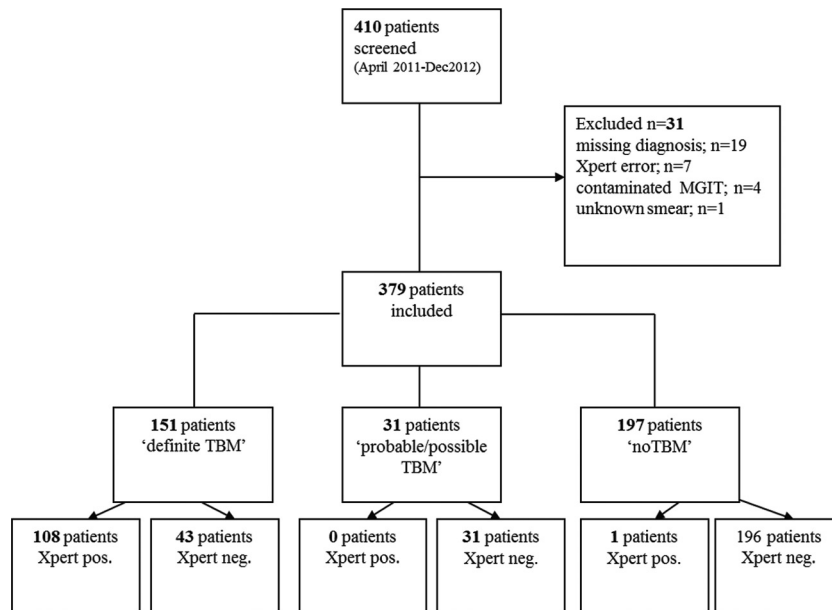 410 patients
screened
(April 2011-Dec2012)
Excluded n=31
missing diagnosis; n=19
Xpert error; n=7
contaminated MGIT; n=4
unknown smear; n=1
379 patients
included
151 patients
‘definite TBM’
31 patients
‘probable/possible
TBM’
197 patients
‘noTBM’
108 patients
Xpert pos.
43 patients
Xpert neg.
0 patients
Xpert pos.
31 patients
Xpert neg.
1 patients
Xpert pos.
196 patients
Xpert neg.